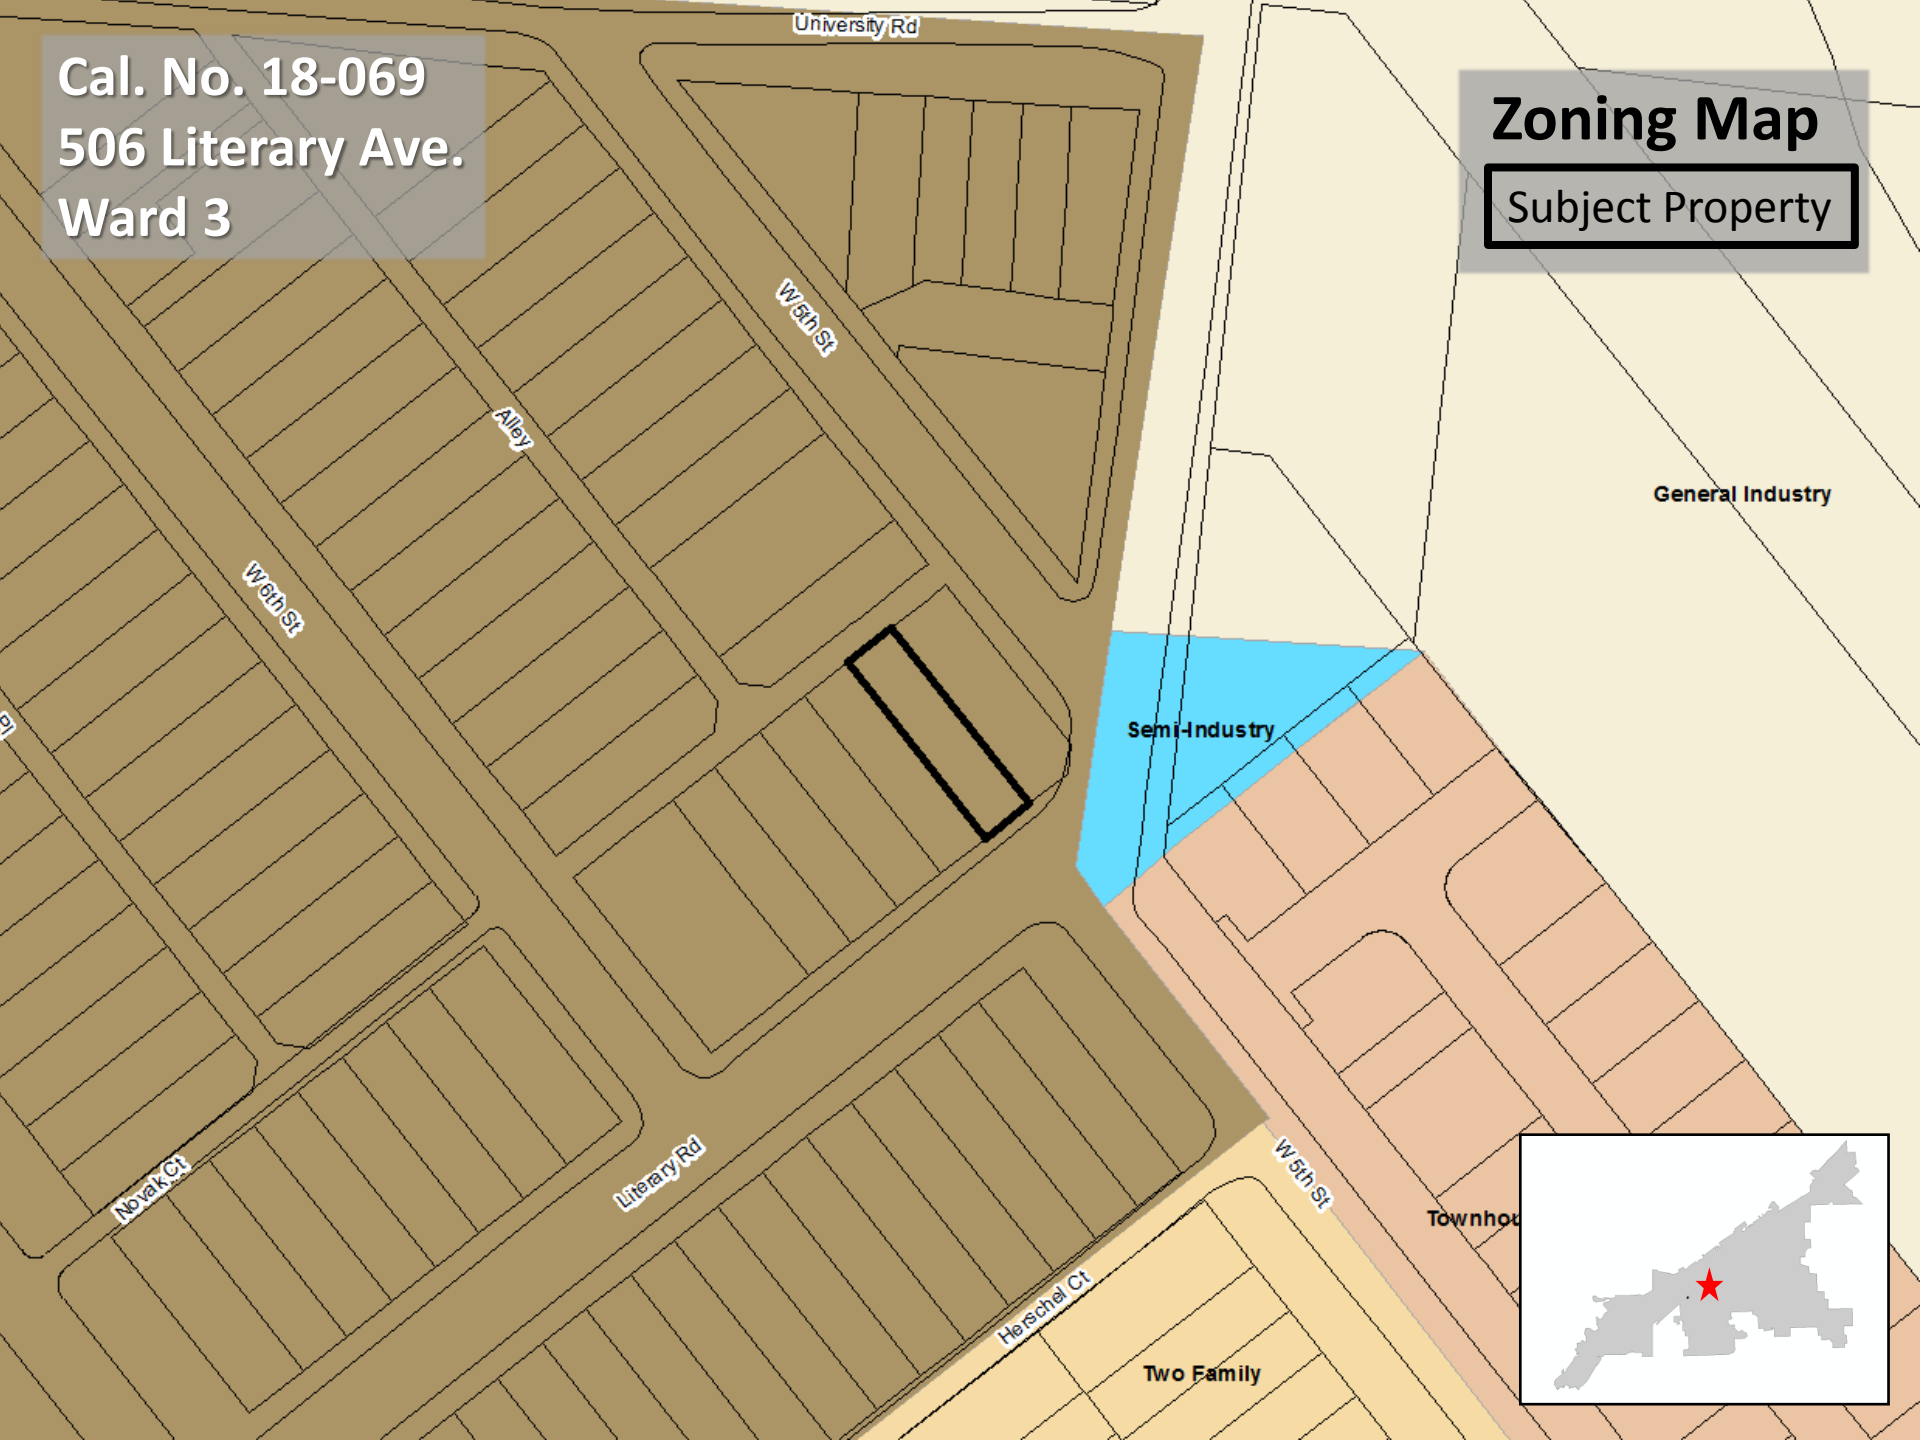 University Rd
Cal. No. 18-069
506 Literary Ave.
Ward 3
Zoning Map
Subject Property
W 5th St
Alley
General Industry
W 6th St
Pl
Semi-Industry
Novak Ct
Literary Rd
W 5th St
Townhou
Herschel Ct
Two Family